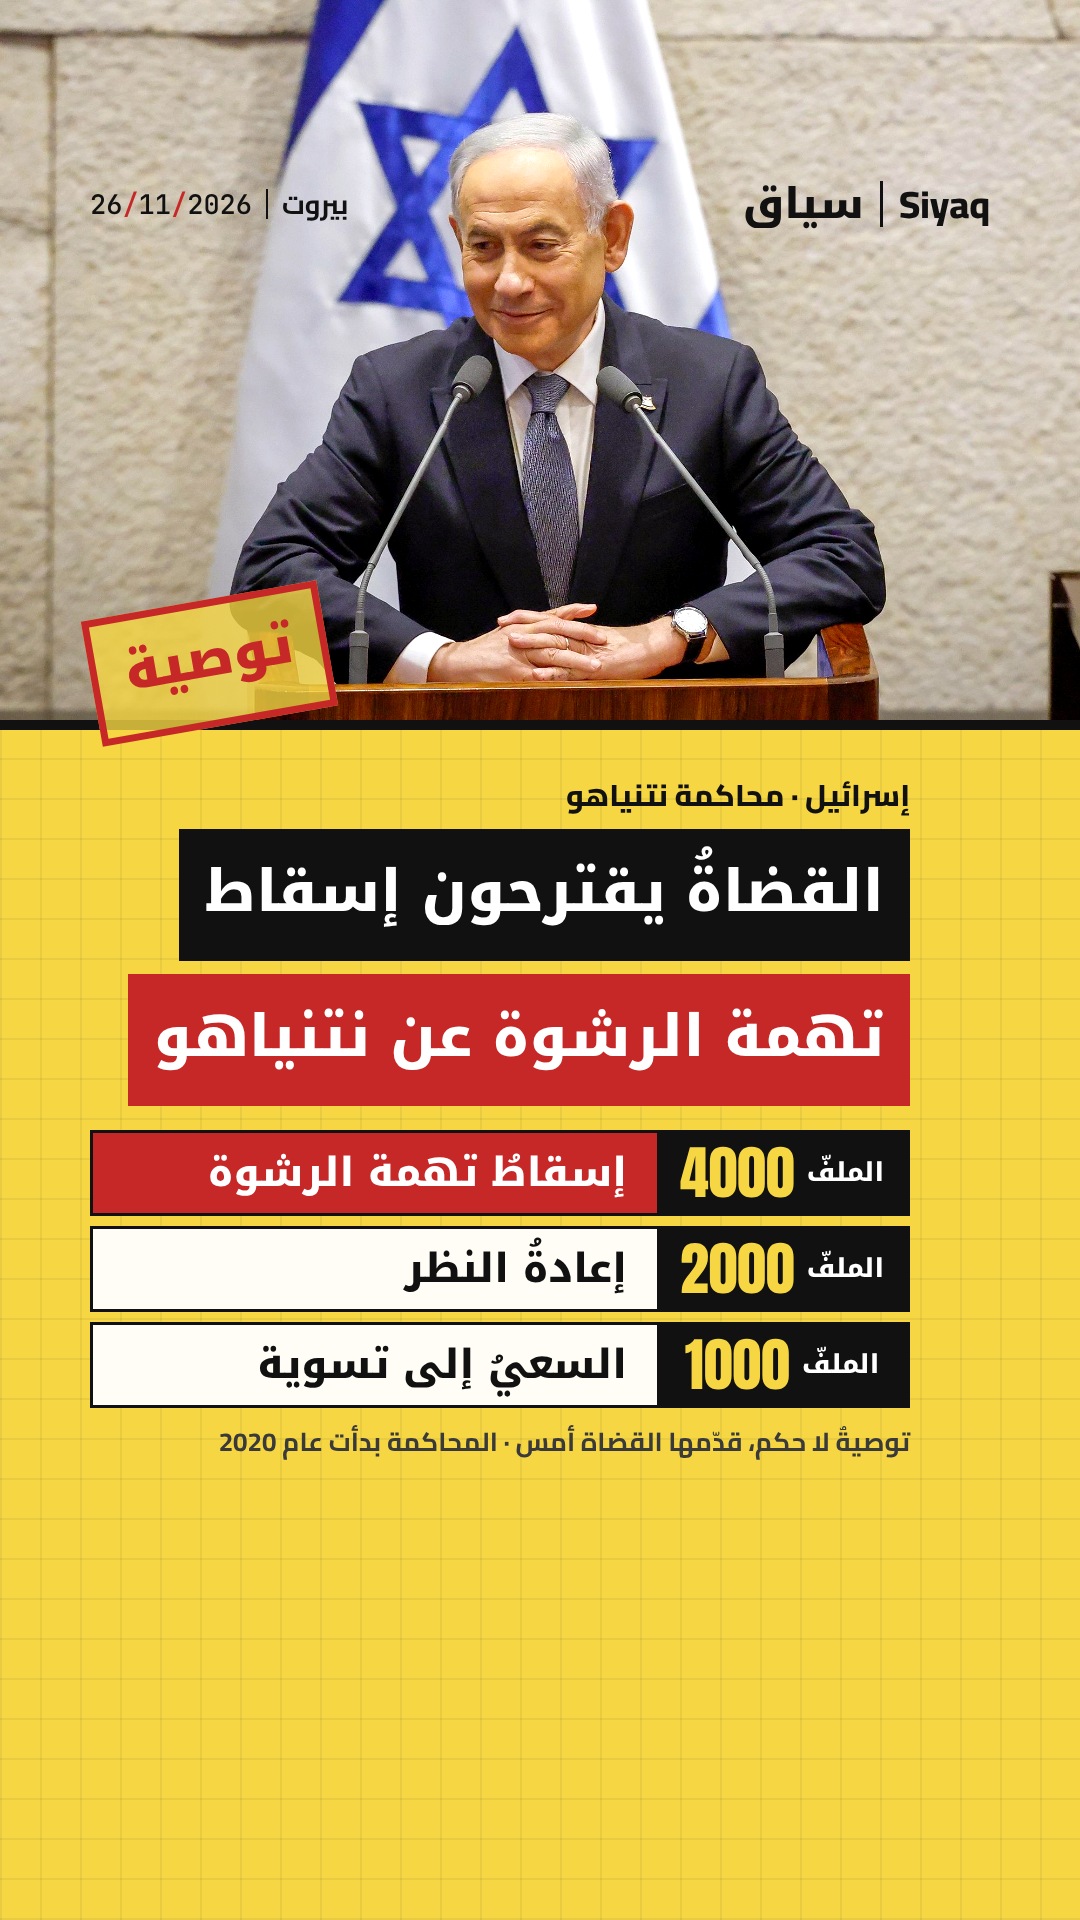 Siyaq | سياق
بيروت | 26/11/2026
توصية
إسرائيل · محاكمة نتنياهو
القضاةُ يقترحون إسقاط
تهمة الرشوة عن نتنياهو
الملفّ 4000 إسقاطُ تهمة الرشوة
الملفّ 2000 إعادةُ النظر
الملفّ 1000 السعيُ إلى تسوية
توصيةٌ لا حكم، قدّمها القضاة أمس · المحاكمة بدأت عام 2020